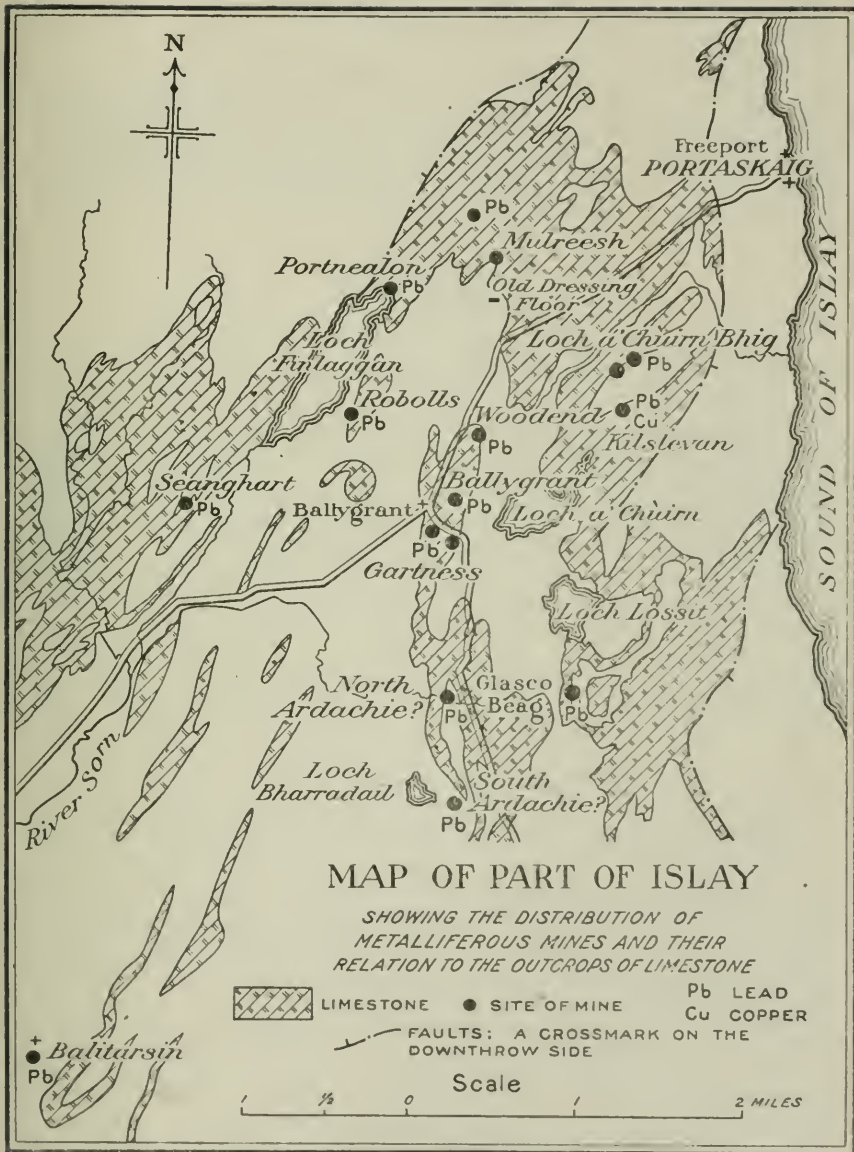 N
Freeport
PORTASKAIG
Pb
Mulreesh
Portnealon
Pb
Old Dressing
Floor
SOUND OF ISLAY
Loch
Finlaggan
Loch a'Chùirn Bhig
Pb
Robolls
Pb
Pb
Cu
Woodend
Pb
Kilslevan
Seanghart
Pb
Ballygrant
Pb
Ballygrant
Loch a' Chùirn
Pb
Gartness
Loch Lossit
North
Ardachie?
Pb
Glasco
Beag
Pb
River Sorn
Loch
Bharradail
South
Ardachie?
Pb
MAP OF PART OF ISLAY
SHOWING THE DISTRIBUTION OF
METALLIFEROUS MINES AND THEIR
RELATION TO THE OUTCROPS OF LIMESTONE
LIMESTONE
SITE OF MINE
Pb LEAD
Cu COPPER
FAULTS: A CROSSMARK ON THE
DOWNTHROW SIDE
Balitarsin
Pb
Scale
1 ½ 0 1 2 MILES